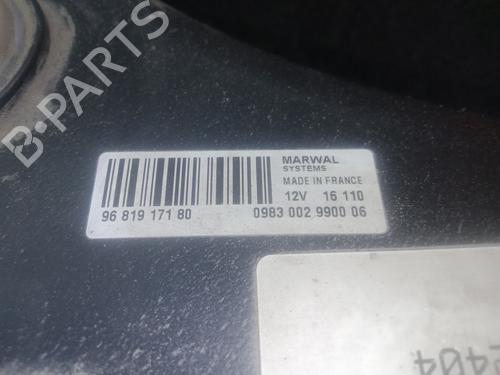 B-PARTS
MARWAL
SYSTEMS
MADE IN FRANCE
12V 16 110
96 819 171 80 0983 002 9900 06